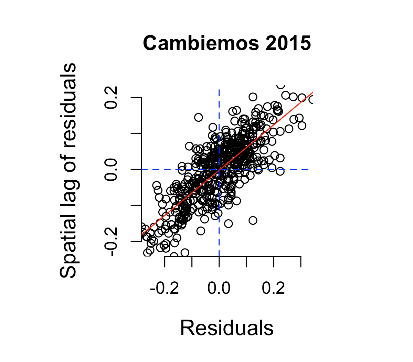 Cambiemos 2015
Spatial lag of residuals
0.2
0.0
-0.2
-0.2
0.0
0.2
Residuals